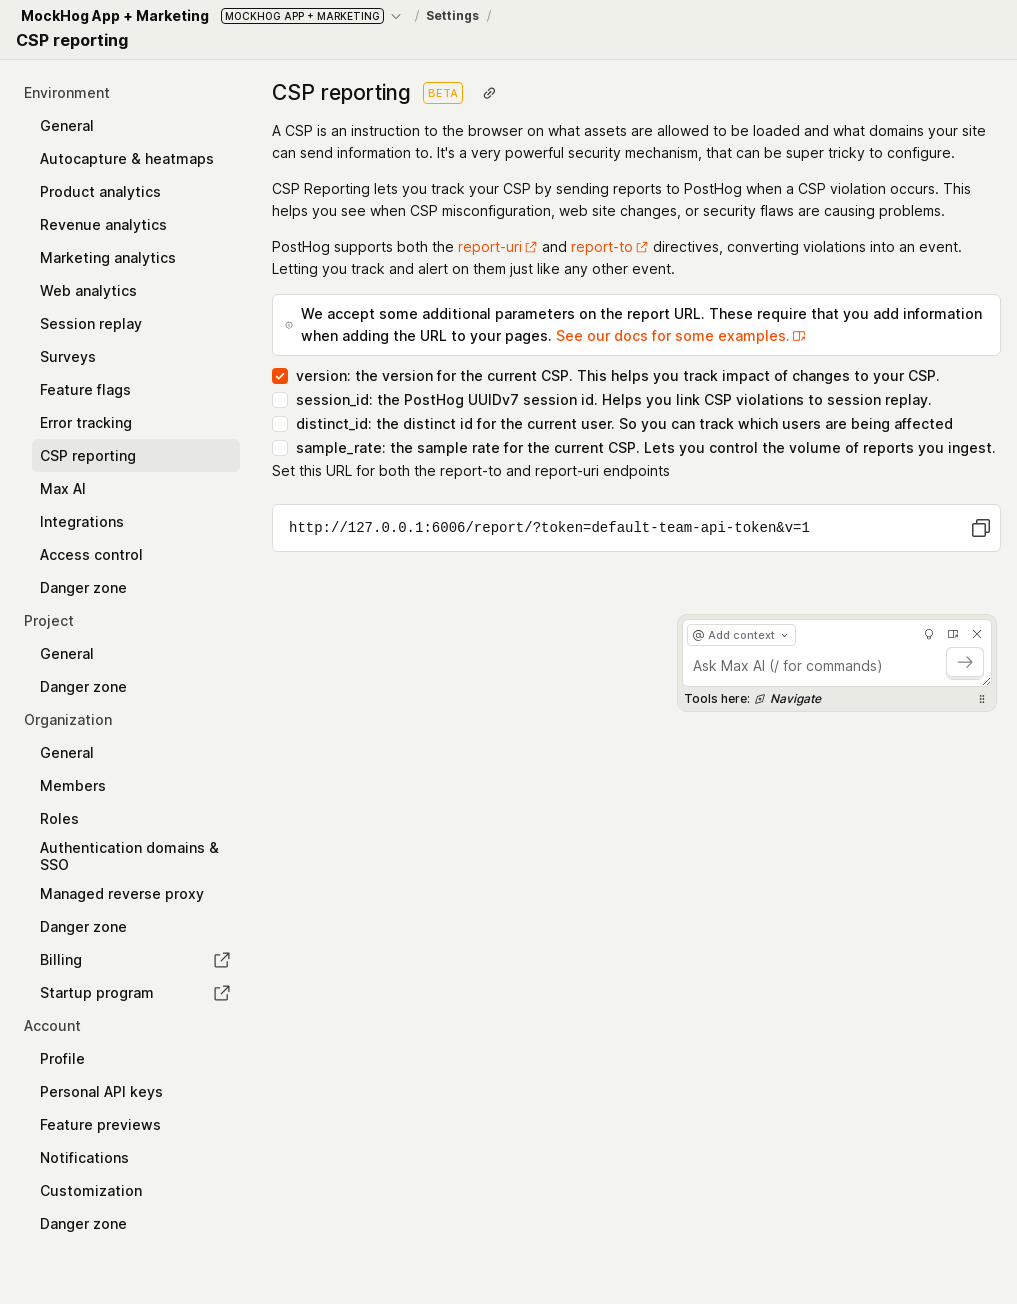 MockHog App + Marketing MOCKHOG APP + MARKETING / Settings /
CSP reporting
Environment
General
Autocapture & heatmaps
Product analytics
Revenue analytics
Marketing analytics
Web analytics
Session replay
Surveys
Feature flags
Error tracking
CSP reporting
Max AI
Integrations
Access control
Danger zone
Project
General
Danger zone
Organization
General
Members
Roles
Authentication domains &
SSO
Managed reverse proxy
Danger zone
Billing
Startup program
Account
Profile
Personal API keys
Feature previews
Notifications
Customization
Danger zone
CSP reporting BETA
A CSP is an instruction to the browser on what assets are allowed to be loaded and what domains your site
can send information to. It's a very powerful security mechanism, that can be super tricky to configure.
CSP Reporting lets you track your CSP by sending reports to PostHog when a CSP violation occurs. This
helps you see when CSP misconfiguration, web site changes, or security flaws are causing problems.
PostHog supports both the report-uri and report-to directives, converting violations into an event.
Letting you track and alert on them just like any other event.
We accept some additional parameters on the report URL. These require that you add information
when adding the URL to your pages. See our docs for some examples.
version: the version for the current CSP. This helps you track impact of changes to your CSP.
session_id: the PostHog UUIDv7 session id. Helps you link CSP violations to session replay.
distinct_id: the distinct id for the current user. So you can track which users are being affected
sample_rate: the sample rate for the current CSP. Lets you control the volume of reports you ingest.
Set this URL for both the report-to and report-uri endpoints
http://127.0.0.1:6006/report/?token=default-team-api-token&v=1
@ Add context
Ask Max AI (/ for commands)
Tools here: Navigate